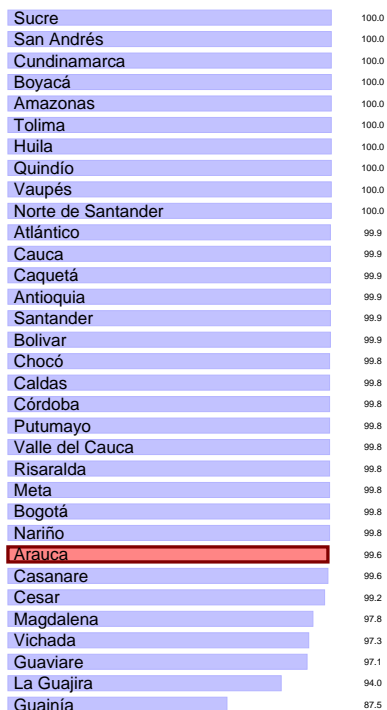 Sucre 100.0
San Andrés 100.0
Cundinamarca 100.0
Boyacá 100.0
Amazonas 100.0
Tolima 100.0
Huila 100.0
Quindío 100.0
Vaupés 100.0
Norte de Santander 100.0
Atlántico 99.9
Cauca 99.9
Caquetá 99.9
Antioquia 99.9
Santander 99.9
Bolivar 99.9
Chocó 99.8
Caldas 99.8
Córdoba 99.8
Putumayo 99.8
Valle del Cauca 99.8
Risaralda 99.8
Meta 99.8
Bogotá 99.8
Nariño 99.8
Arauca 99.6
Casanare 99.6
Cesar 99.2
Magdalena 97.8
Vichada 97.3
Guaviare 97.1
La Guajira 94.0
Guainía 87.5